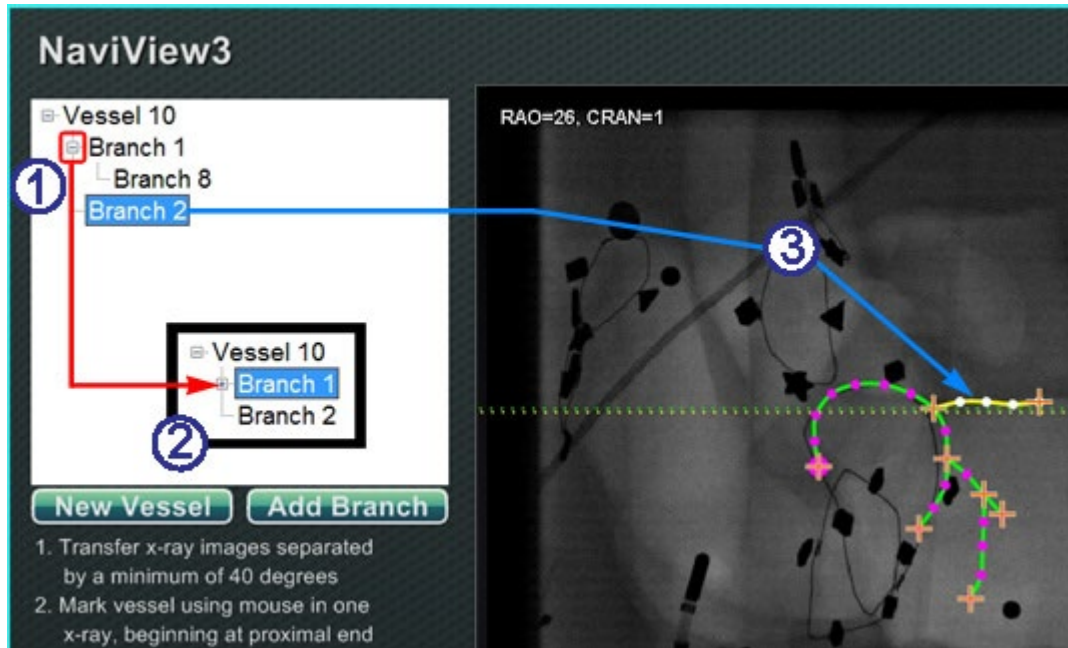 NaviView3
Vessel 10
Branch 1
Branch 8
Branch 2
1
Vessel 10
Branch 1
Branch 2
2
New Vessel
Add Branch
1. Transfer x-ray images separated
by a minimum of 40 degrees
2. Mark vessel using mouse in one
x-ray, beginning at proximal end
RAO=26, CRAN=1
3